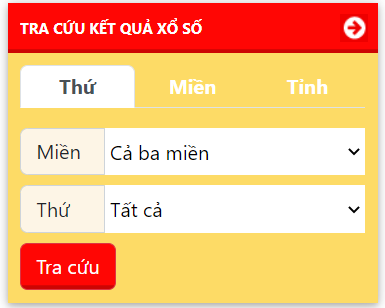 TRA CỨU KẾT QUẢ XỔ SỐ
Thứ Miền Tỉnh
Miền Cả ba miền
Thứ Tất cả
Tra cứu